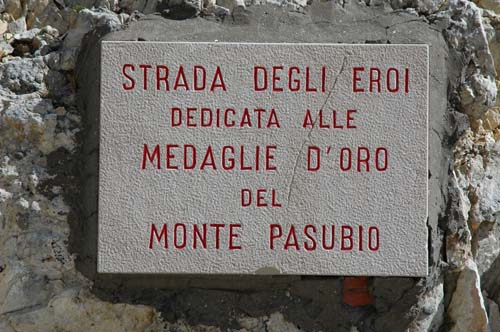 STRADA DEGLI EROI
DEDICATA ALLE
MEDAGLIE D'ORO
DEL
MONTE PASUBIO